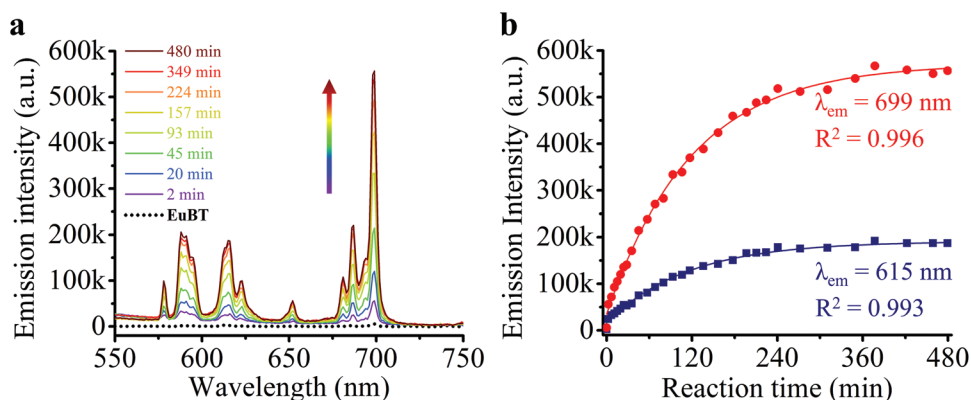 a
Emission intensity (a.u.)
600k
500k
400k
300k
200k
100k
0
480 min
349 min
224 min
157 min
93 min
45 min
20 min
2 min
EuBT
550
600
650
700
750
Wavelength (nm)
b
Emission Intensity (a.u.)
600k
500k
400k
300k
200k
100k
0
λem = 699 nm
R² = 0.996
λem = 615 nm
R² = 0.993
0
120
240
360
480
Reaction time (min)